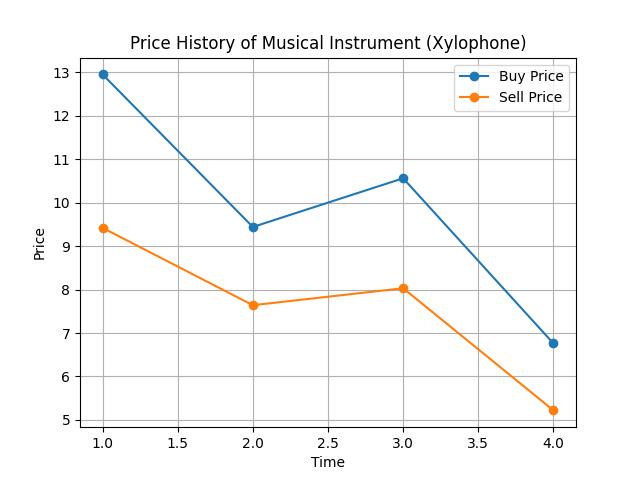 Price History of Musical Instrument (Xylophone)
Buy Price
Sell Price
13
12
11
10
9
8
7
6
5
Price
1.0 1.5 2.0 2.5 3.0 3.5 4.0
Time